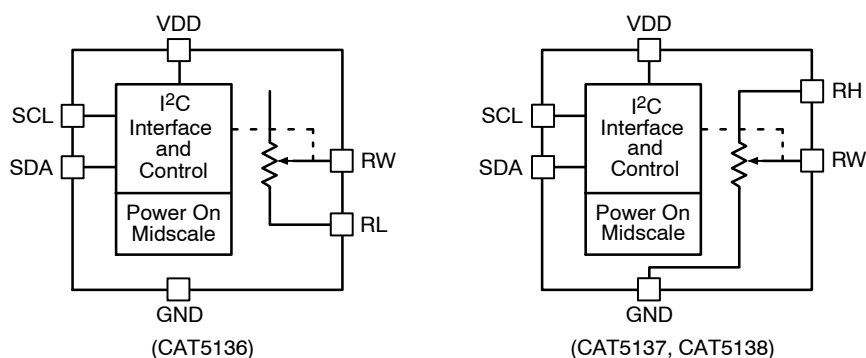 VDD
SCL
SDA
I²C
Interface
and
Control
Power On
Midscale
RW
RL
GND
(CAT5136)
VDD
SCL
SDA
I²C
Interface
and
Control
Power On
Midscale
RH
RW
GND
(CAT5137, CAT5138)